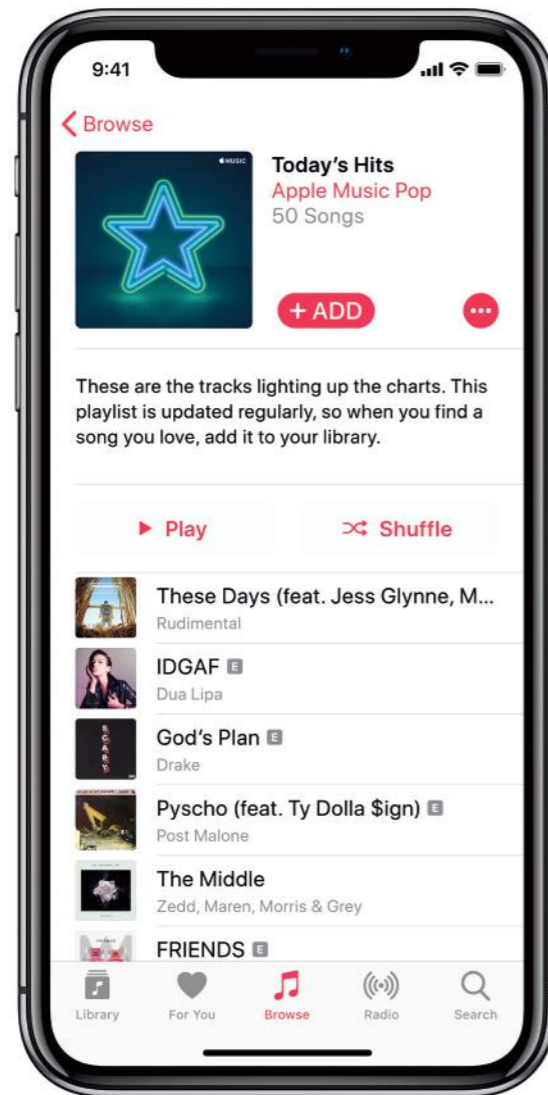 9:41
Browse
MUSIC
Today's Hits
Apple Music Pop
50 Songs
+ ADD
These are the tracks lighting up the charts. This
playlist is updated regularly, so when you find a
song you love, add it to your library.
Play
Shuffle
These Days (feat. Jess Glynne, M...
Rudimental
IDGAF E
Dua Lipa
SCARY
God's Plan E
Drake
Pyscho (feat. Ty Dolla $ign) E
Post Malone
The Middle
Zedd, Maren, Morris & Grey
FRIENDS E
Library
For You
Browse
Radio
Search